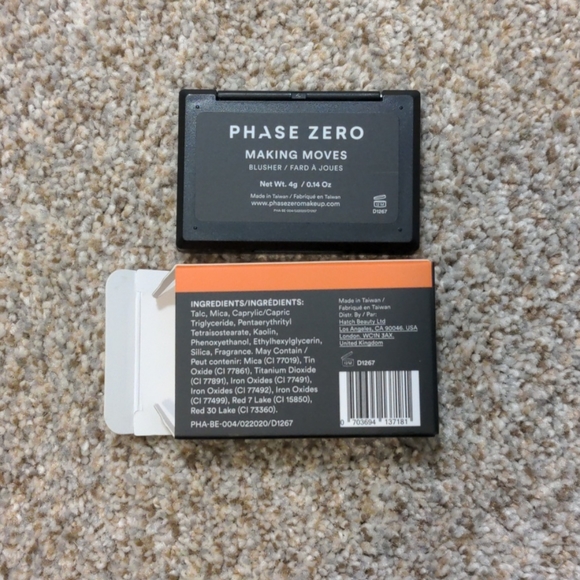 PHASE ZERO
MAKING MOVES
BLUSHER / FARD À JOUES
Net Wt. 4g / 0.14 Oz
Made in Taiwan / Fabriqué en Taiwan
www.phasezeromakeup.com
D1267
INGREDIENTS/INGRÉDIENTS:
Talc, Mica, Caprylic/Capric
Triglyceride, Pentaerythrityl
Tetraisostearate, Kaolin,
Phenoxyethanol, Ethylhexylglycerin,
Silica, Fragrance. May Contain /
Peut contenir: Mica (CI 77019), Tin
Oxide (CI 77861), Titanium Dioxide
(CI 77891), Iron Oxides (CI 77491),
Iron Oxides (CI 77492), Iron Oxides
(CI 77499), Red 7 Lake (CI 15850),
Red 30 Lake (CI 73360).
PHA-BE-004/022020/D1267
Made in Taiwan /
Fabriqué en Taiwan
Distr. By / Par:
Hatch Beauty Ltd
Los Angeles, CA 90046, USA
London, WC1N 3AX,
United Kingdom
D1267
0 703694 137181